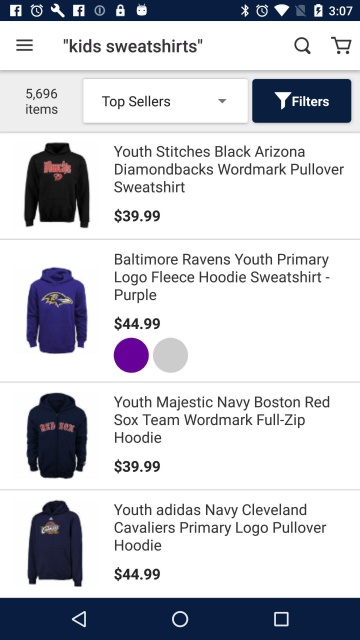 3:07
"kids sweatshirts"
5,696
items
Top Sellers
Filters
Youth Stitches Black Arizona
Diamondbacks Wordmark Pullover
Sweatshirt
$39.99
Baltimore Ravens Youth Primary
Logo Fleece Hoodie Sweatshirt -
Purple
$44.99
RED SOX
Youth Majestic Navy Boston Red
Sox Team Wordmark Full-Zip
Hoodie
$39.99
Youth adidas Navy Cleveland
Cavaliers Primary Logo Pullover
Hoodie
$44.99